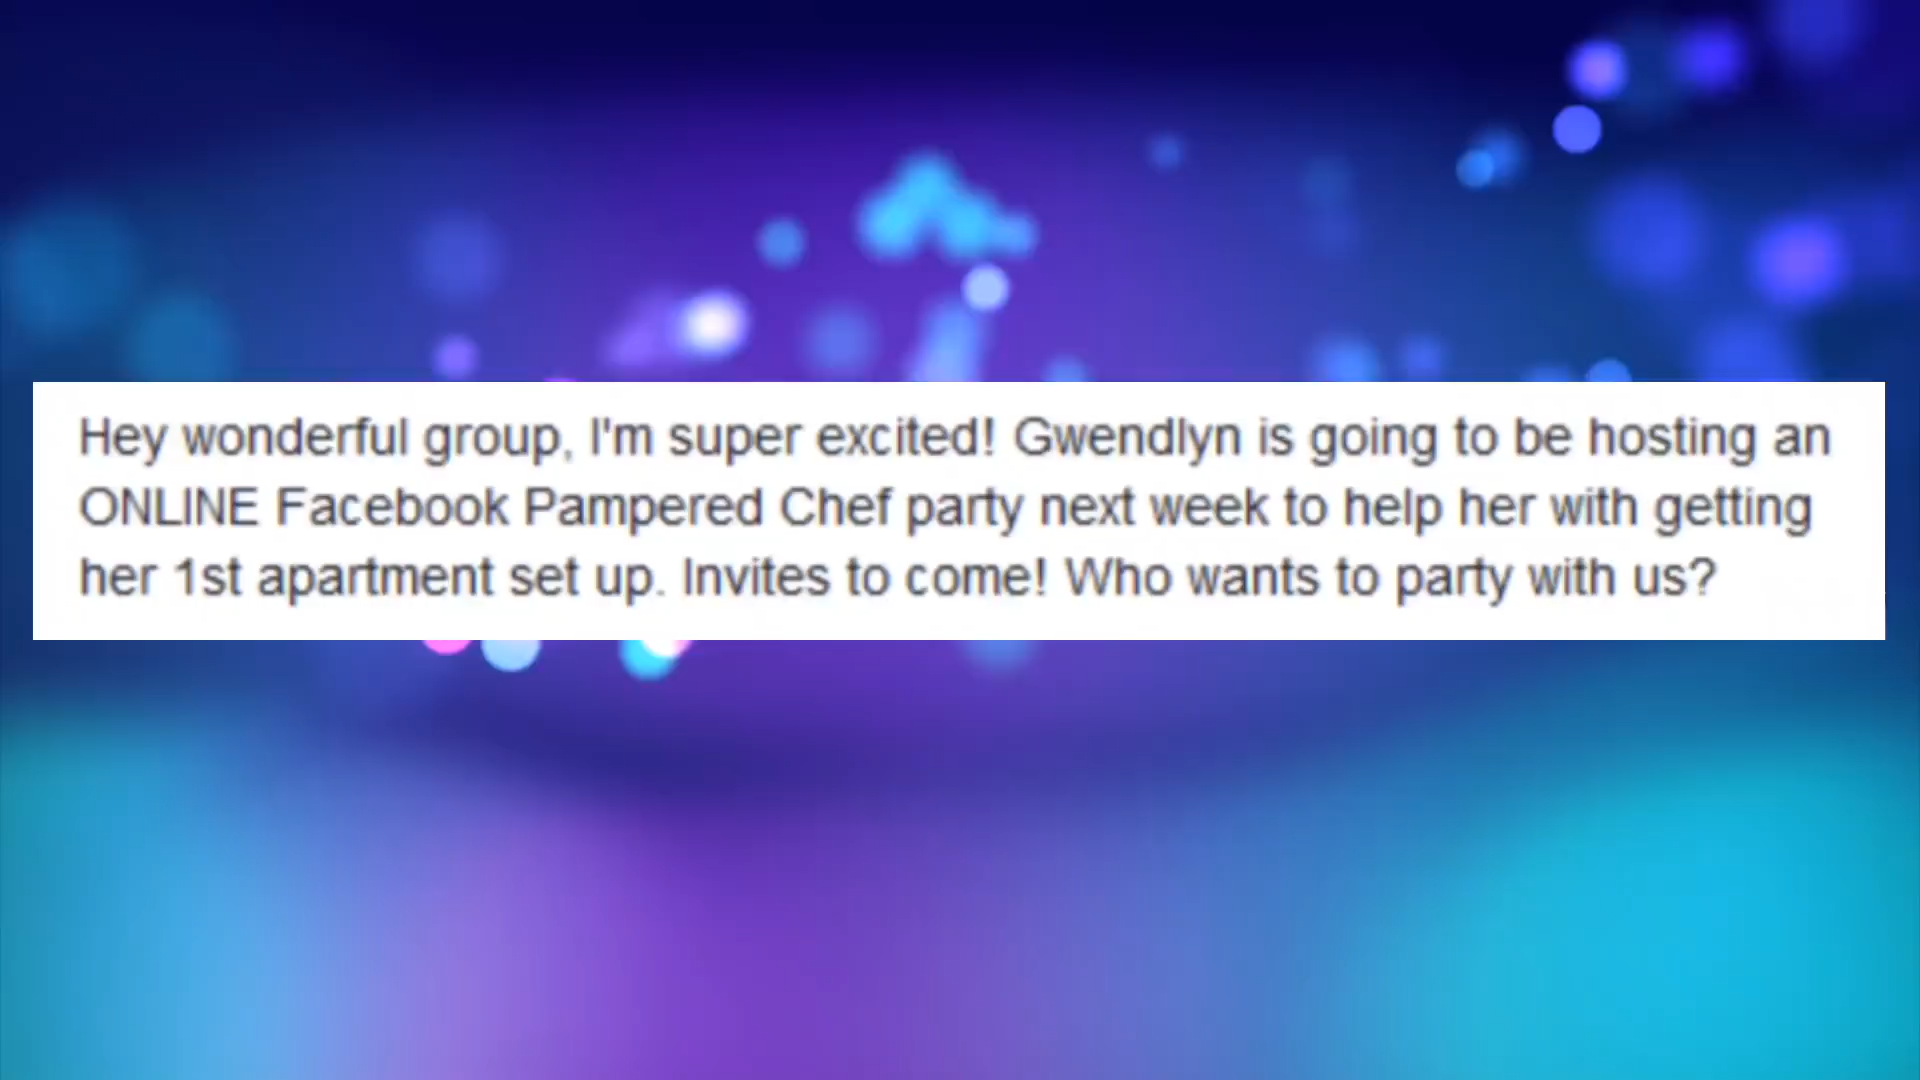 Hey wonderful group, I'm super excited! Gwendlyn is going to be hosting an
ONLINE Facebook Pampered Chef party next week to help her with getting
her 1st apartment set up. Invites to come! Who wants to party with us?